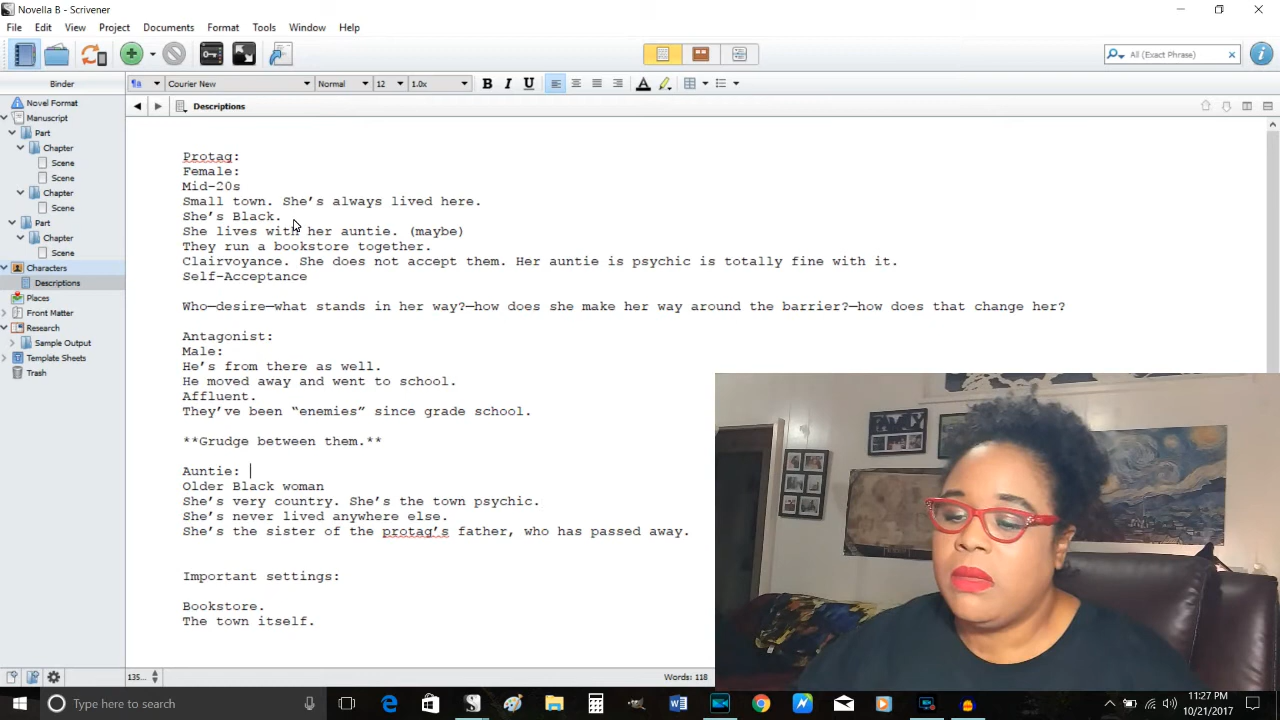 Novella B - Scrivener
File Edit View Project Documents Format Tools Window Help
All (Exact Phrase)
Binder
Courier New Normal 12 1.0x B I U A
Descriptions
Novel Format
Manuscript
Part
Chapter
Scene
Scene
Chapter
Scene
Part
Chapter
Scene
Characters
Descriptions
Places
Front Matter
Research
Sample Output
Template Sheets
Trash
Protag:
Female:
Mid-20s
Small town. She's always lived here.
She's Black.
She lives with her auntie. (maybe)
They run a bookstore together.
Clairvoyance. She does not accept them. Her auntie is psychic is totally fine with it.
Self-Acceptance
Who—desire—what stands in her way?—how does she make her way around the barrier?—how does that change her?
Antagonist:
Male:
He's from there as well.
He moved away and went to school.
Affluent.
They've been “enemies” since grade school.
**Grudge between them.**
Auntie:
Older Black woman
She's very country. She's the town psychic.
She's never lived anywhere else.
She's the sister of the protag's father, who has passed away.
Important settings:
Bookstore.
The town itself.
135... Words: 118
Type here to search
11:27 PM
10/21/2017